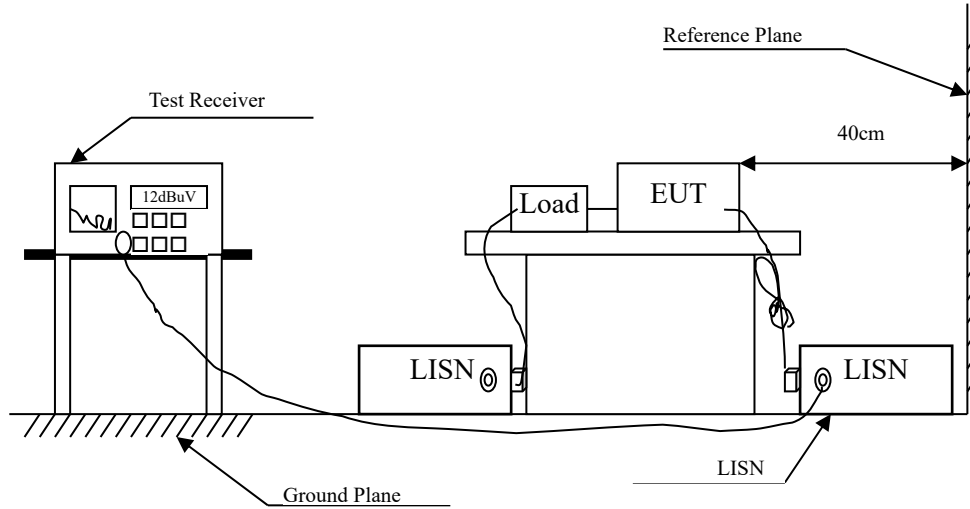 Reference Plane
Test Receiver
40cm
12dBuV
Load
EUT
LISN
LISN
LISN
Ground Plane